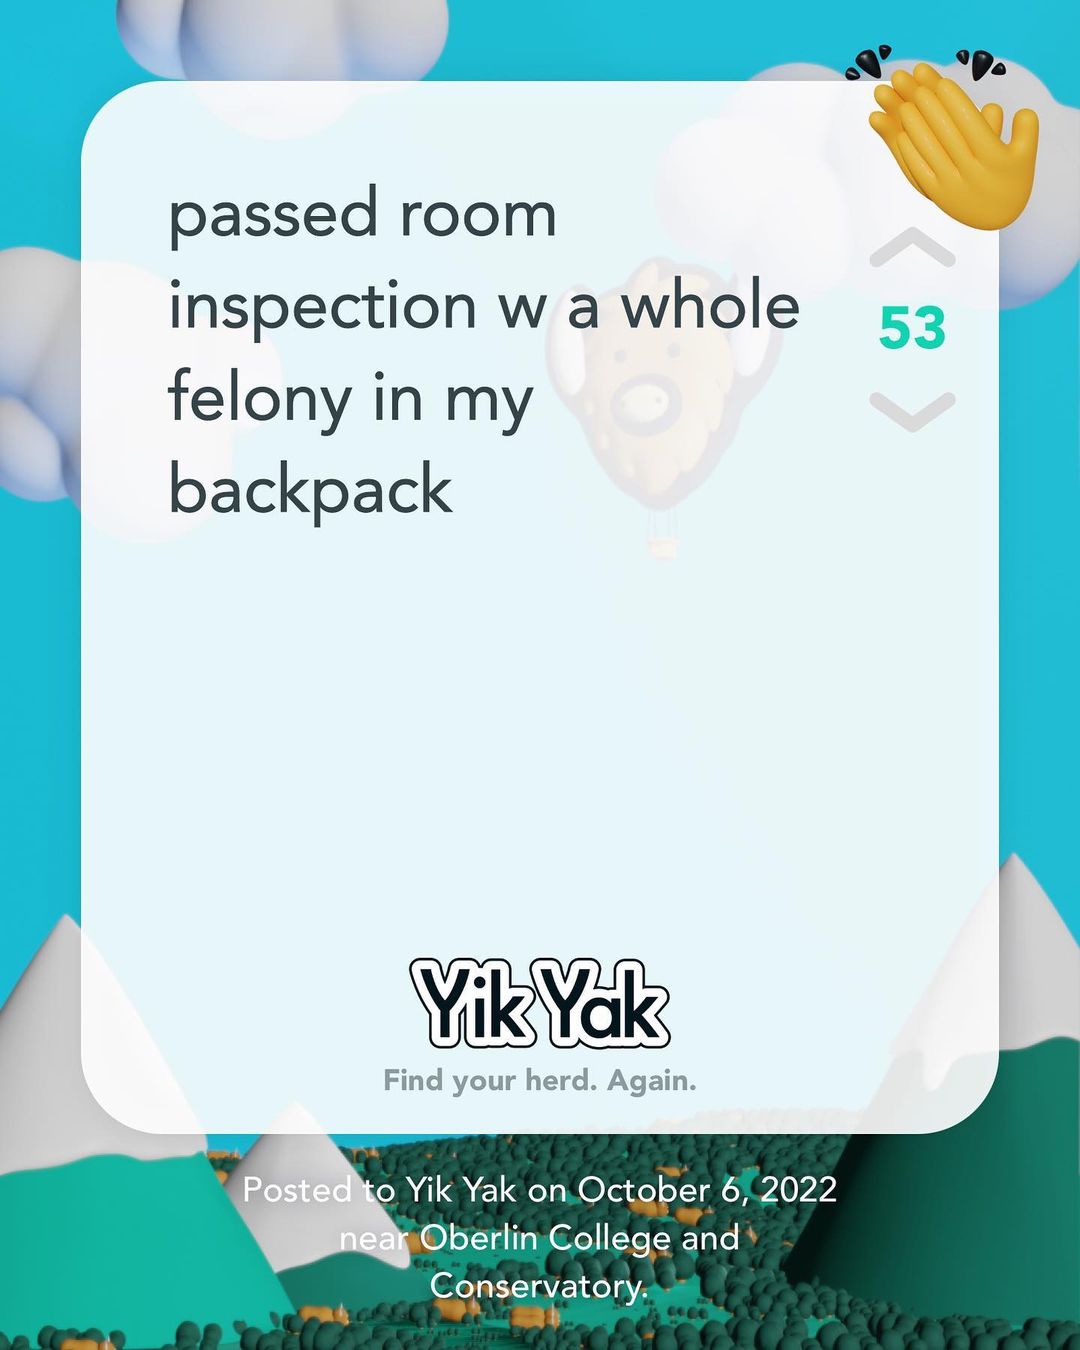 passed room
inspection w a whole
felony in my
backpack
53
Yik Yak
Find your herd. Again.
Posted to Yik Yak on October 6, 2022
near Oberlin College and
Conservatory.